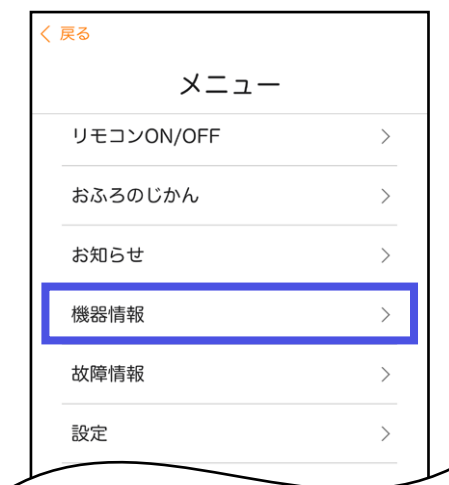 戻る
メニュー
リモコンON/OFF
おふろのじかん
お知らせ
機器情報
故障情報
設定